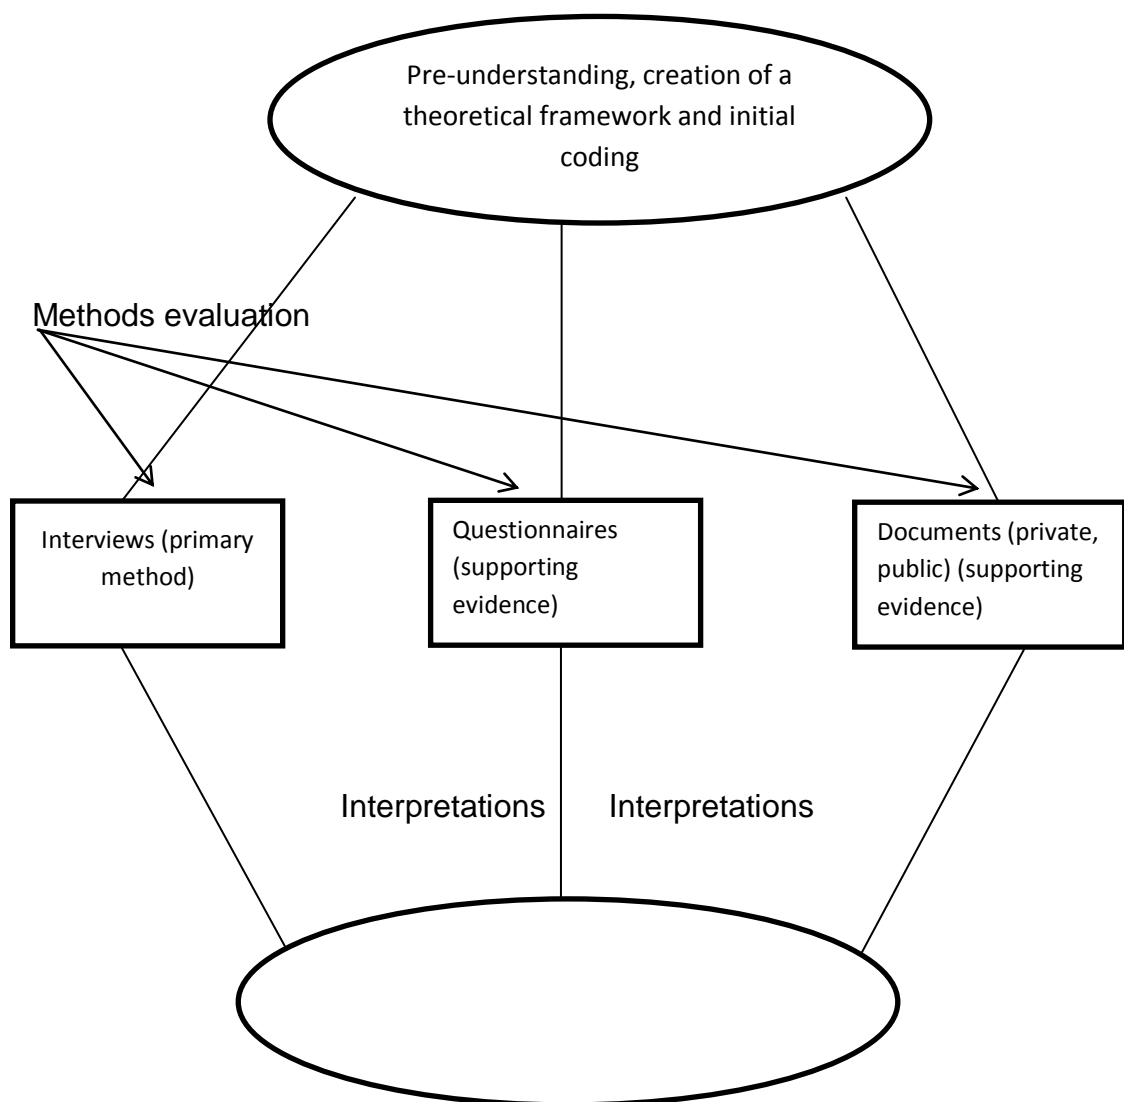 Pre-understanding, creation of a
theoretical framework and initial
coding
Methods evaluation
Interviews (primary
method)
Questionnaires
(supporting
evidence)
Documents (private,
public) (supporting
evidence)
Interpretations
Interpretations